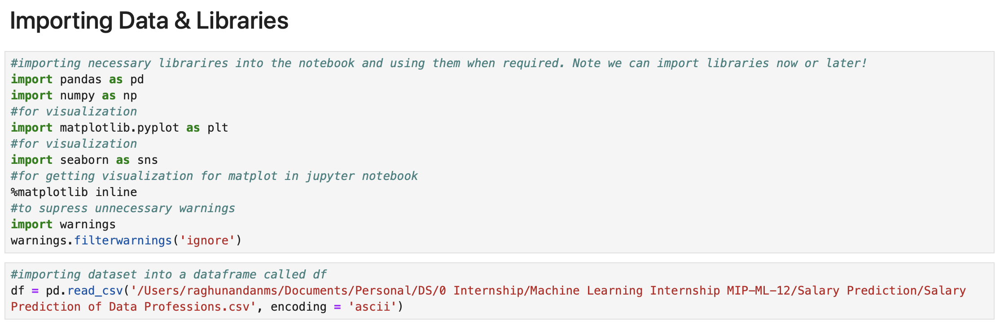 Importing Data & Libraries
#importing necessary librarires into the notebook and using them when required. Note we can import libraries now or later!
import pandas as pd
import numpy as np
#for visualization
import matplotlib.pyplot as plt
#for visualization
import seaborn as sns
#for getting visualization for matplot in jupyter notebook
%matplotlib inline
#to supress unnecessary warnings
import warnings
warnings.filterwarnings('ignore')
#importing dataset into a dataframe called df
df = pd.read_csv('/Users/raghunandanms/Documents/Personal/DS/0 Internship/Machine Learning Internship MIP-ML-12/Salary Prediction/Salary
Prediction of Data Professions.csv', encoding = 'ascii')